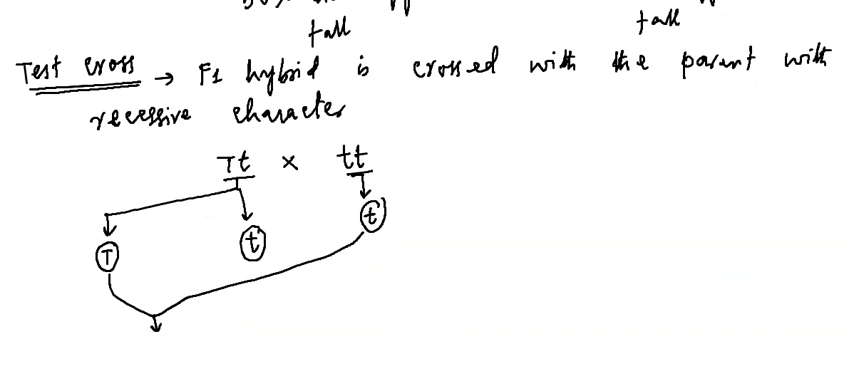 tall tall
Test cross → F1 hybrid is crossed with the parent with
recessive character
Tt × tt
T t t